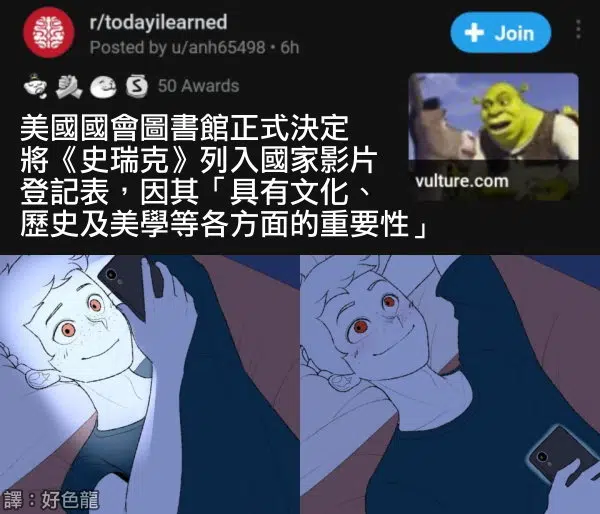 r/todayilearned
Posted by u/anh65498 • 6h
+ Join
50 Awards
美國國會圖書館正式決定
將《史瑞克》列入國家影片
登記表，因其「具有文化、
歷史及美學等各方面的重要性」
vulture.com
譯：好色龍